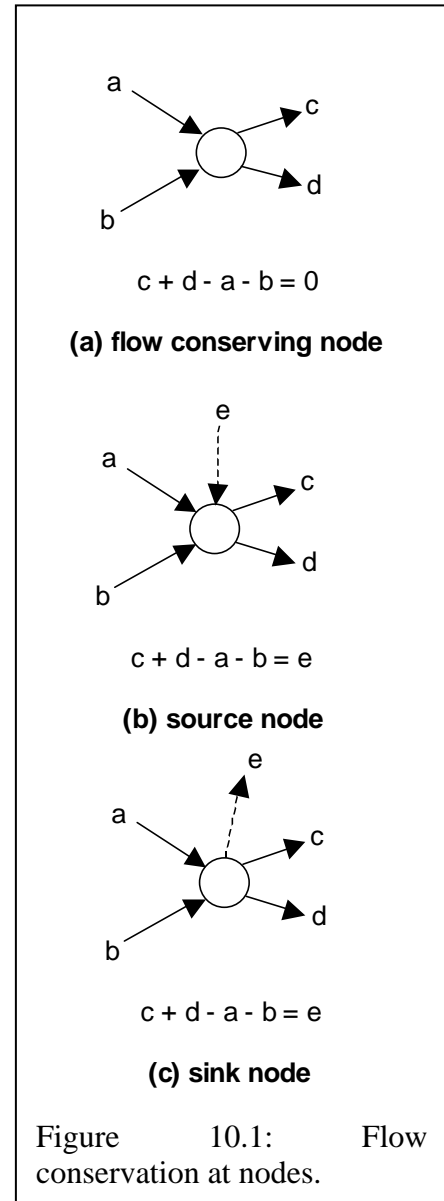 a
c
b
d
c + d - a - b = 0
(a) flow conserving node
e
a
c
b
d
c + d - a - b = e
(b) source node
e
a
c
b
d
c + d - a - b = e
(c) sink node
Figure 10.1: Flow
conservation at nodes.